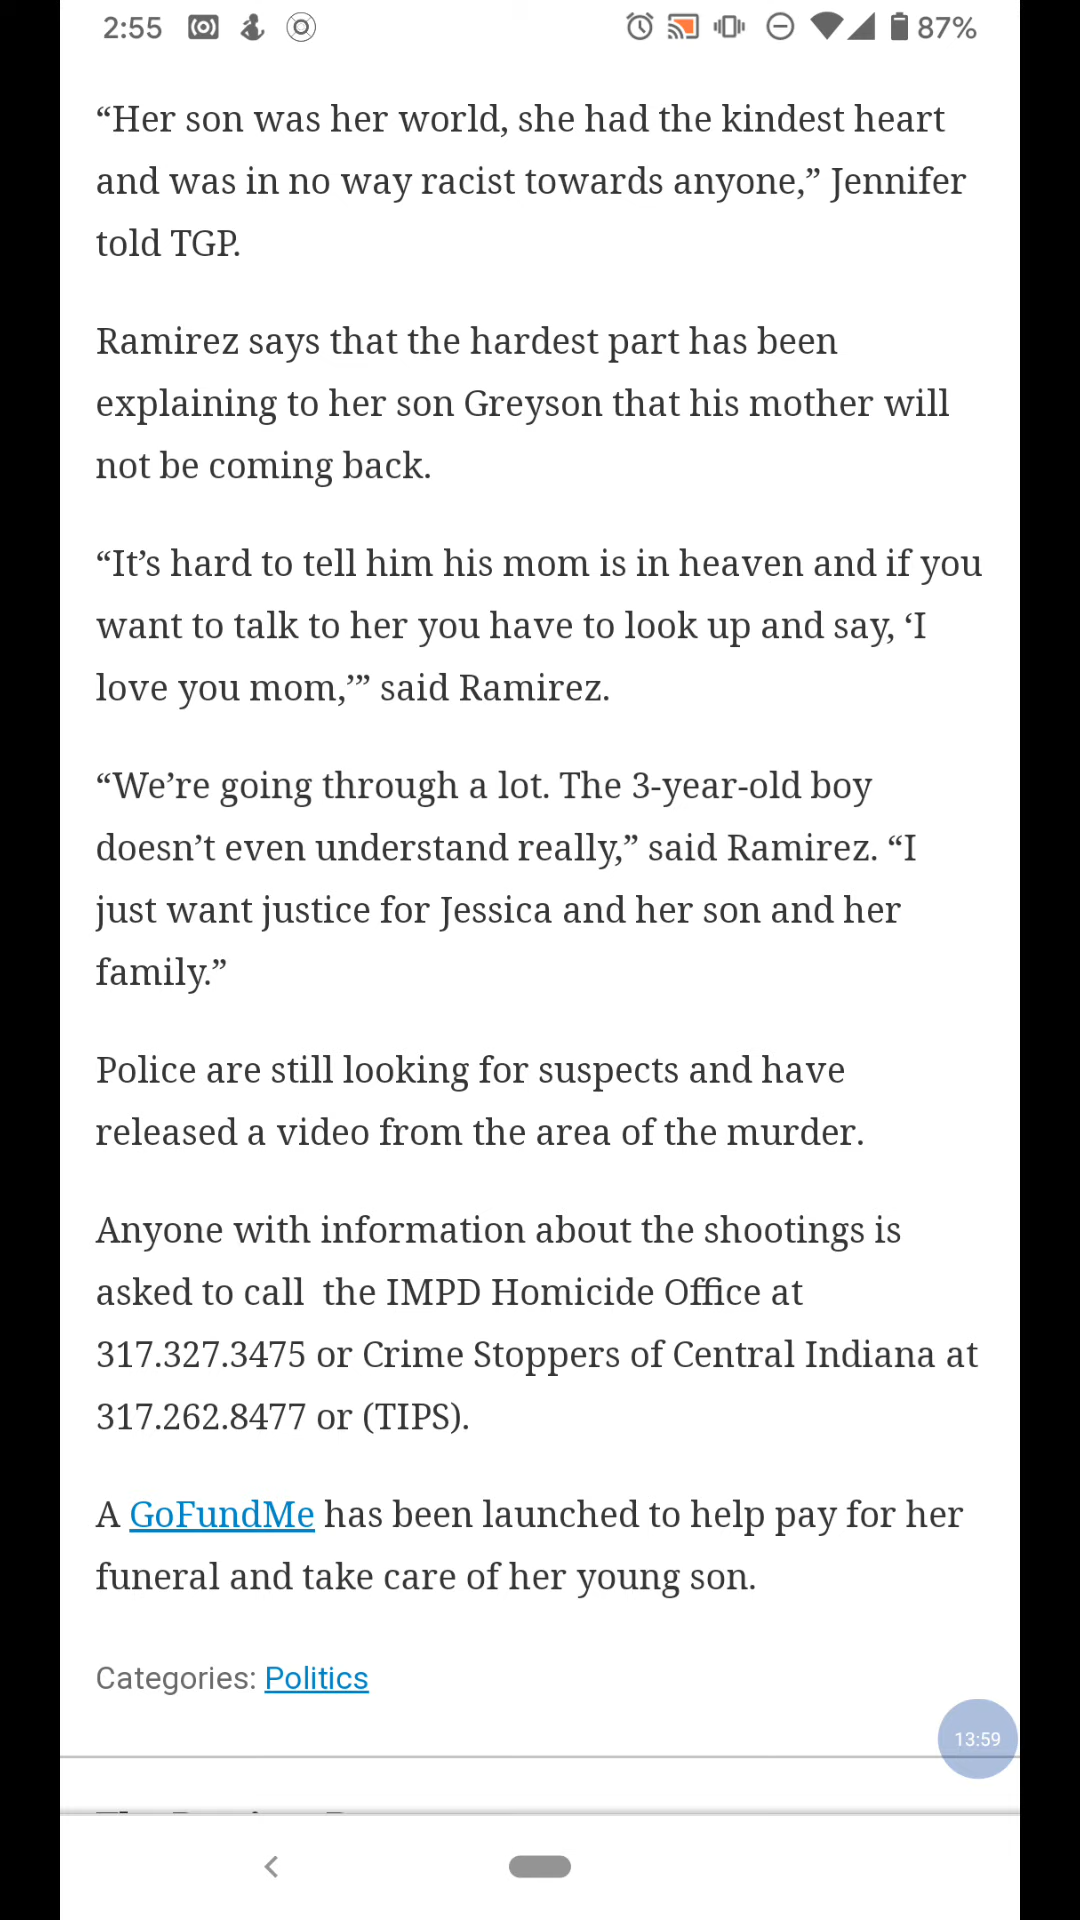 2:55
87%
“Her son was her world, she had the kindest heart
and was in no way racist towards anyone,” Jennifer
told TGP.
Ramirez says that the hardest part has been
explaining to her son Greyson that his mother will
not be coming back.
“It’s hard to tell him his mom is in heaven and if you
want to talk to her you have to look up and say, ‘I
love you mom,’” said Ramirez.
“We’re going through a lot. The 3-year-old boy
doesn’t even understand really,” said Ramirez. “I
just want justice for Jessica and her son and her
family.”
Police are still looking for suspects and have
released a video from the area of the murder.
Anyone with information about the shootings is
asked to call  the IMPD Homicide Office at
317.327.3475 or Crime Stoppers of Central Indiana at
317.262.8477 or (TIPS).
A GoFundMe has been launched to help pay for her
funeral and take care of her young son.
Categories: Politics
13:59